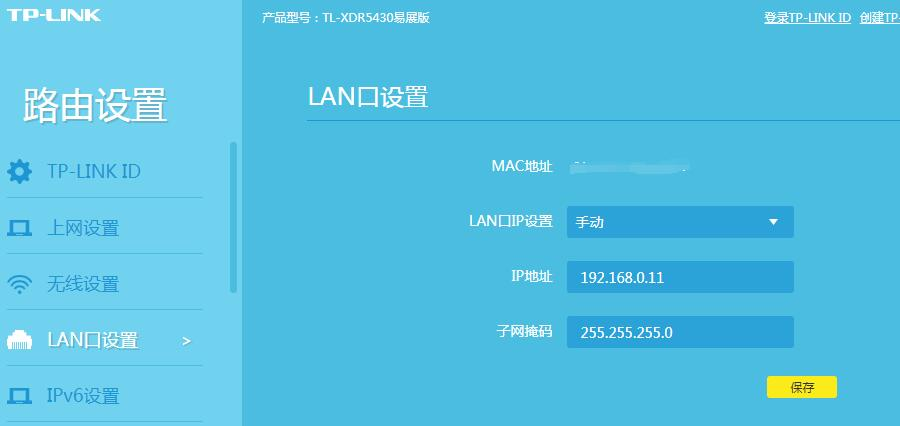 TP-LINK
产品型号：TL-XDR5430易展版
登录TP-LINK ID 创建TP-
路由设置
TP-LINK ID
上网设置
无线设置
LAN口设置 >
IPv6设置
LAN口设置
MAC地址
LAN口IP设置 手动
IP地址 192.168.0.11
子网掩码 255.255.255.0
保存